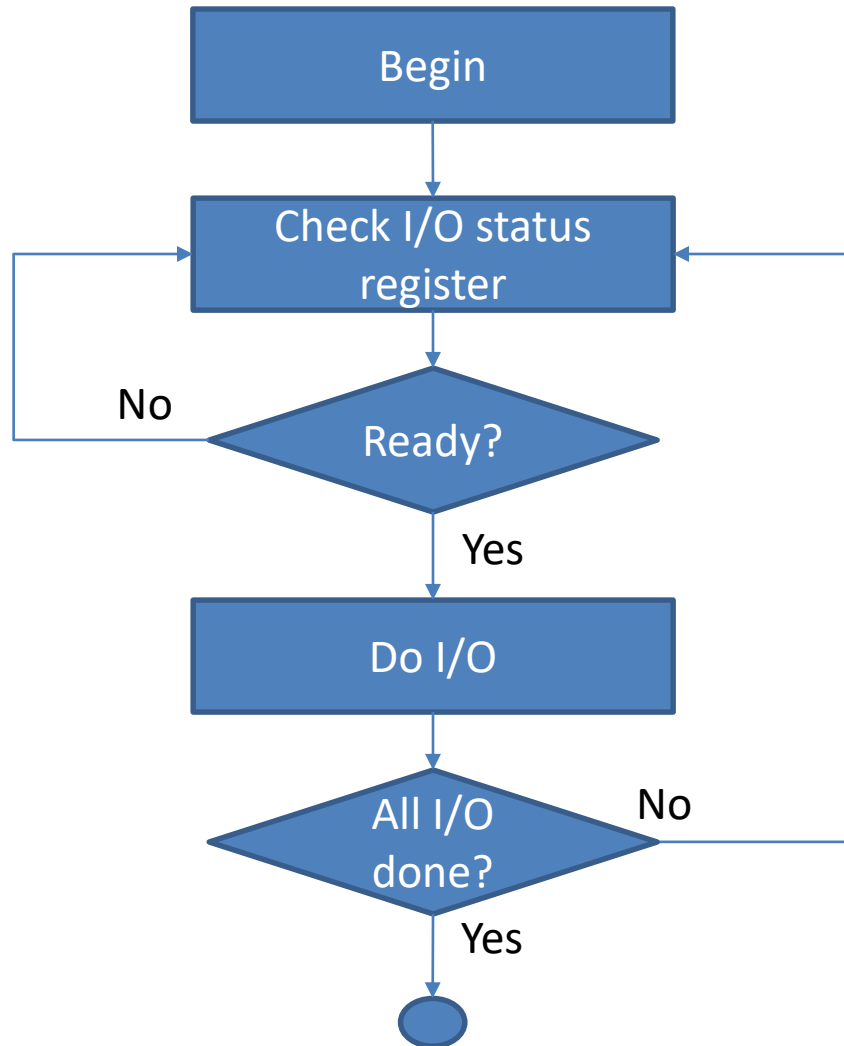 Begin
Check I/O status
register
No
Ready?
Yes
Do I/O
All I/O
done?
No
Yes